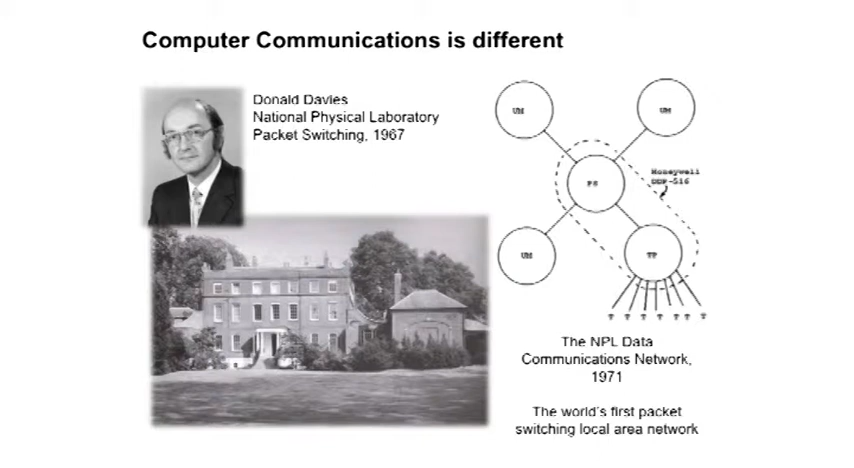 Computer Communications is different
Donald Davies
National Physical Laboratory
Packet Switching, 1967
UM
UM
PS
Honeywell
DDP-516
UM
TP
T T T T T T T
The NPL Data
Communications Network,
1971
The world's first packet
switching local area network